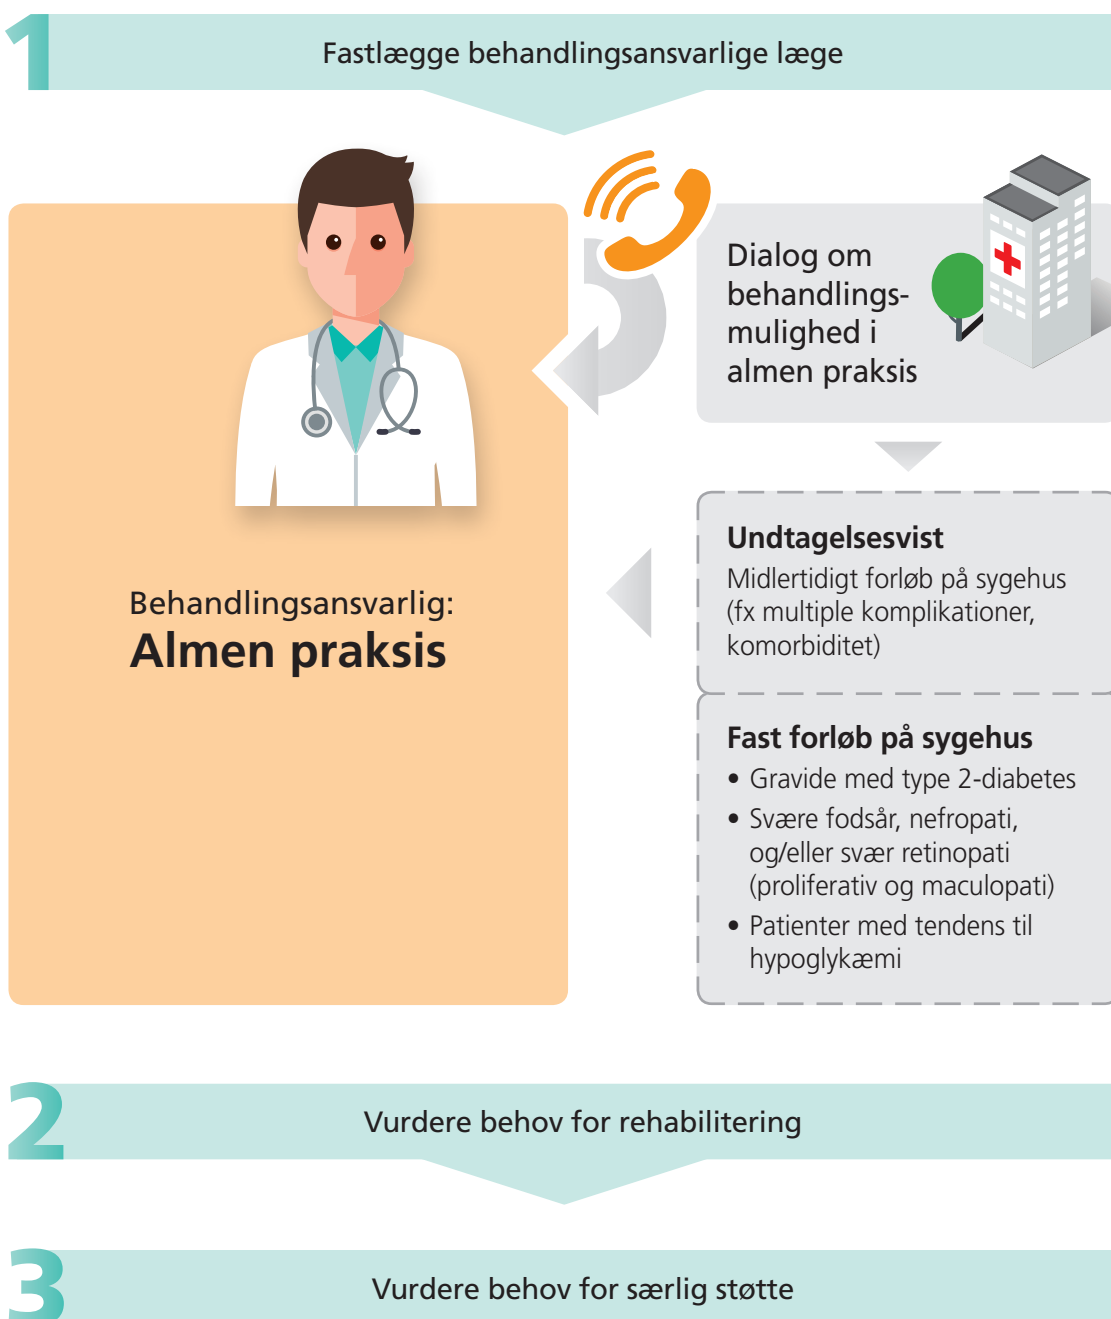 1
Fastlægge behandlingsansvarlige læge
Dialog om
behandlings-
mulighed i
almen praksis
Behandlingsansvarlig:
Almen praksis
Undtagelsesvist
Midlertidigt forløb på sygehus
(fx multiple komplikationer,
komorbiditet)
Fast forløb på sygehus
• Gravide med type 2-diabetes
• Svære fodsår, nefropati,
og/eller svær retinopati
(proliferativ og maculopati)
• Patienter med tendens til
hypoglykæmi
2
Vurdere behov for rehabilitering
3
Vurdere behov for særlig støtte